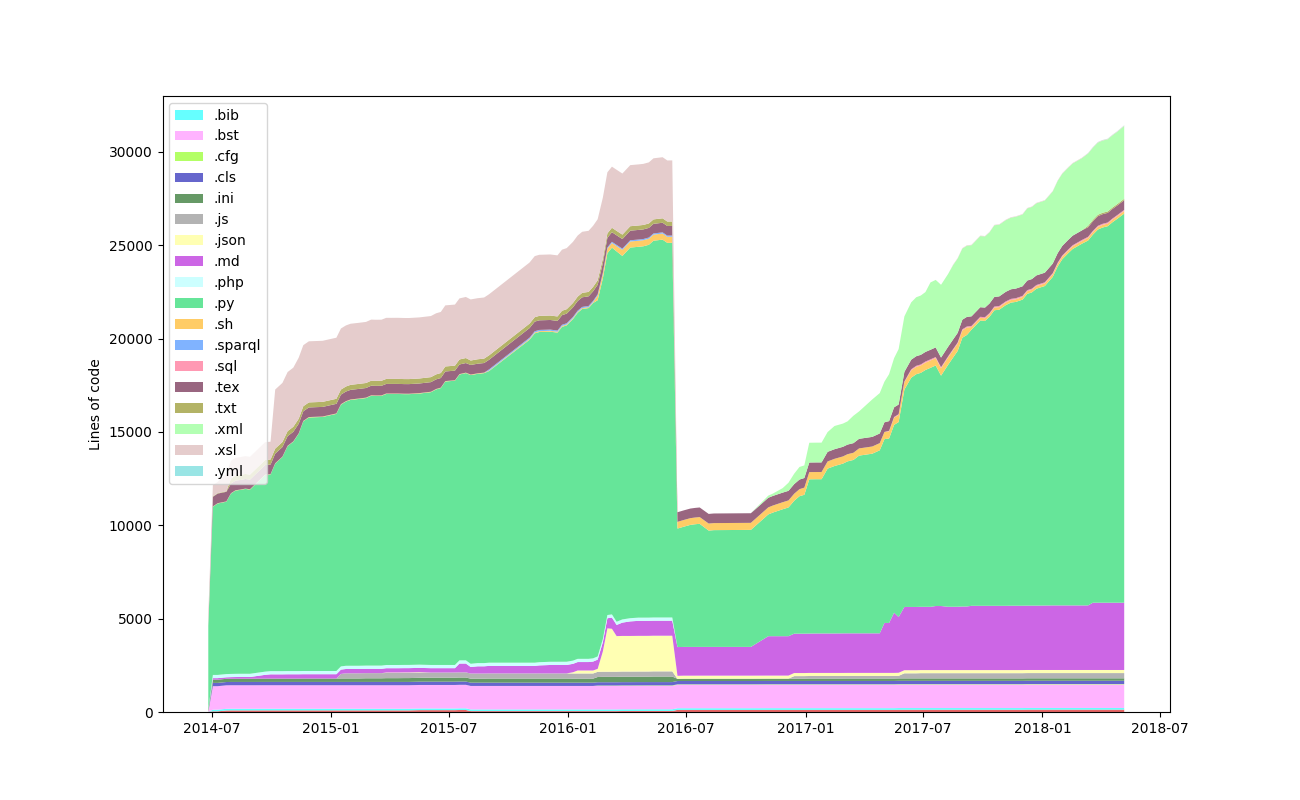 .bib
.bst
.cfg
.cls
.ini
.js
.json
.md
.php
.py
.sh
.sparql
.sql
.tex
.txt
.xml
.xsl
.yml
Lines of code
30000
25000
20000
15000
10000
5000
0
2014-07 2015-01 2015-07 2016-01 2016-07 2017-01 2017-07 2018-01 2018-07